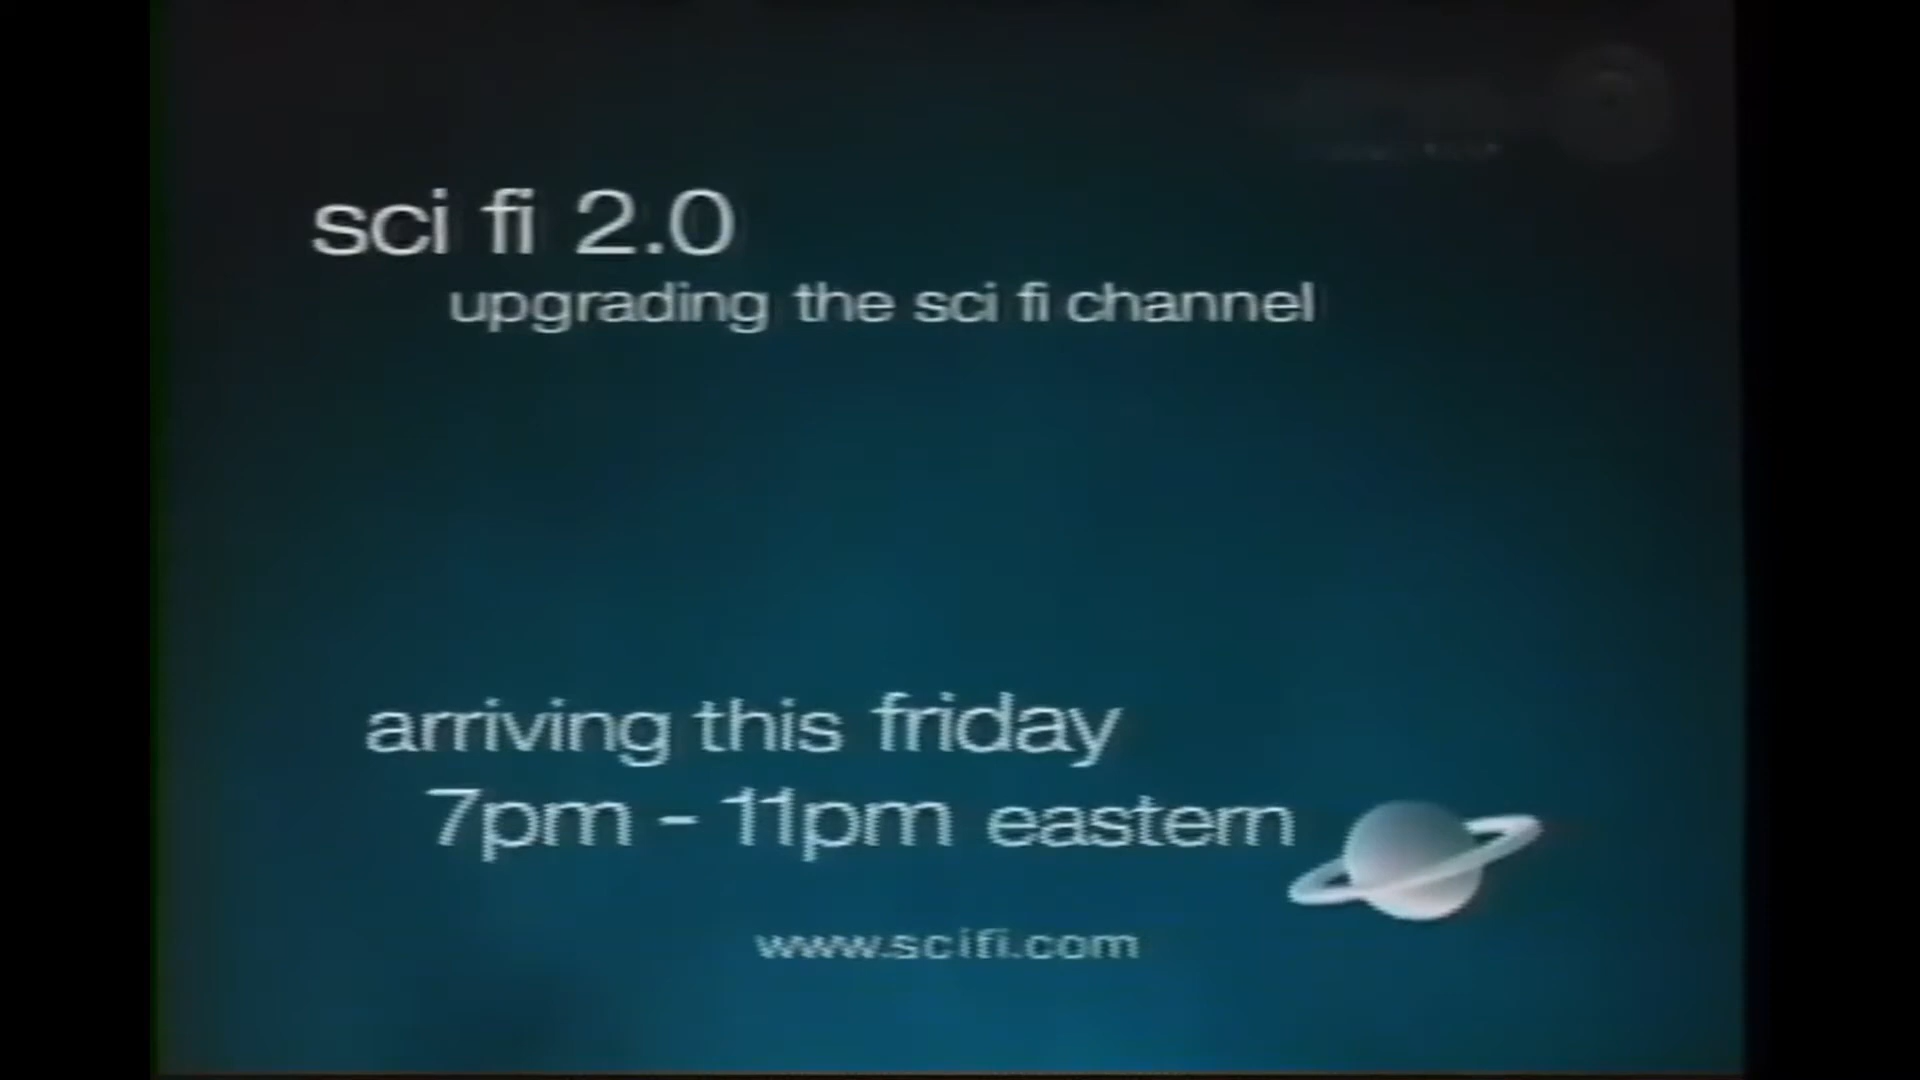 sci fi 2.0
upgrading the sci fi channel
arriving this friday
7pm - 11pm eastern
www.scifi.com